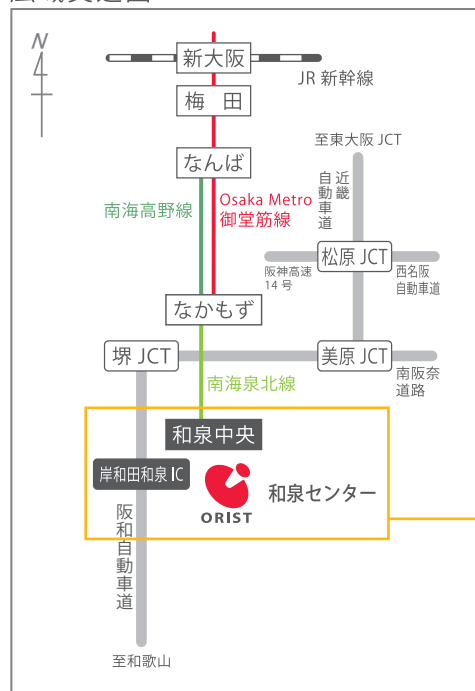 広域交通図
N
新大阪
JR 新幹線
梅 田
至東大阪 JCT
なんば
近畿
自動車道
南海高野線
Osaka Metro
御堂筋線
松原 JCT
阪神高速
14 号
西名阪
自動車道
なかもず
堺 JCT
美原 JCT
南海泉北線
南阪奈
道路
和泉中央
岸和田和泉 IC
和泉センター
ORIST
阪和自動車道
至和歌山